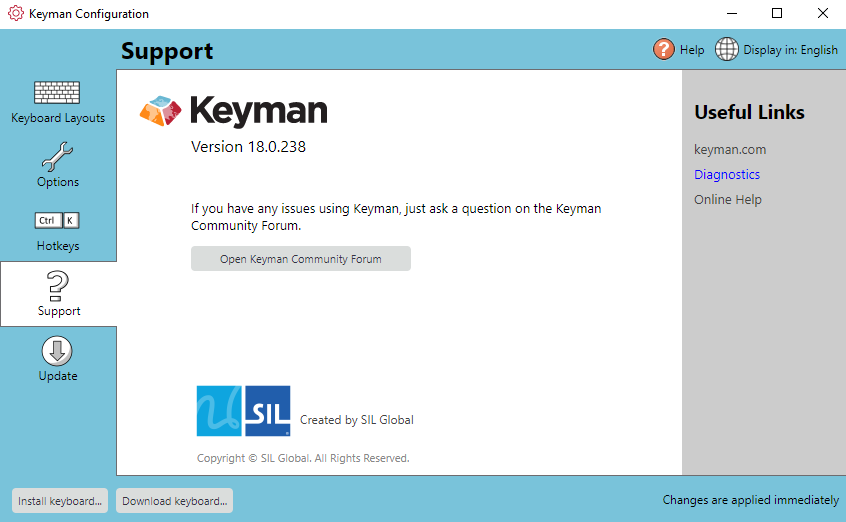 Keyman Configuration
Support
Help
Display in: English
Keyboard Layouts
Options
Ctrl K
Hotkeys
Support
Update
Keyman
Version 18.0.238
If you have any issues using Keyman, just ask a question on the Keyman
Community Forum.
Open Keyman Community Forum
SIL
Created by SIL Global
Copyright © SIL Global. All Rights Reserved.
Useful Links
keyman.com
Diagnostics
Online Help
Install keyboard...
Download keyboard...
Changes are applied immediately